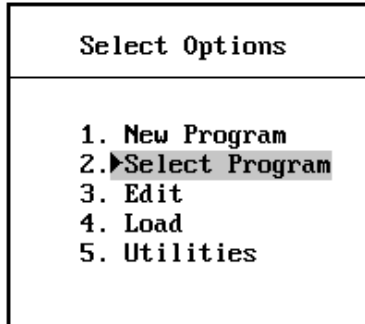 Select Options
1. New Program
2. Select Program
3. Edit
4. Load
5. Utilities